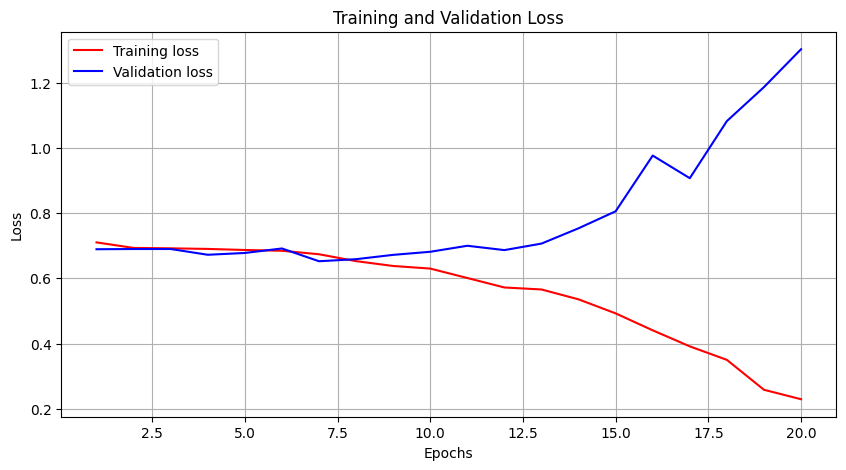 Training and Validation Loss
Training loss
Validation loss
Loss
1.2
1.0
0.8
0.6
0.4
0.2
2.5 5.0 7.5 10.0 12.5 15.0 17.5 20.0
Epochs